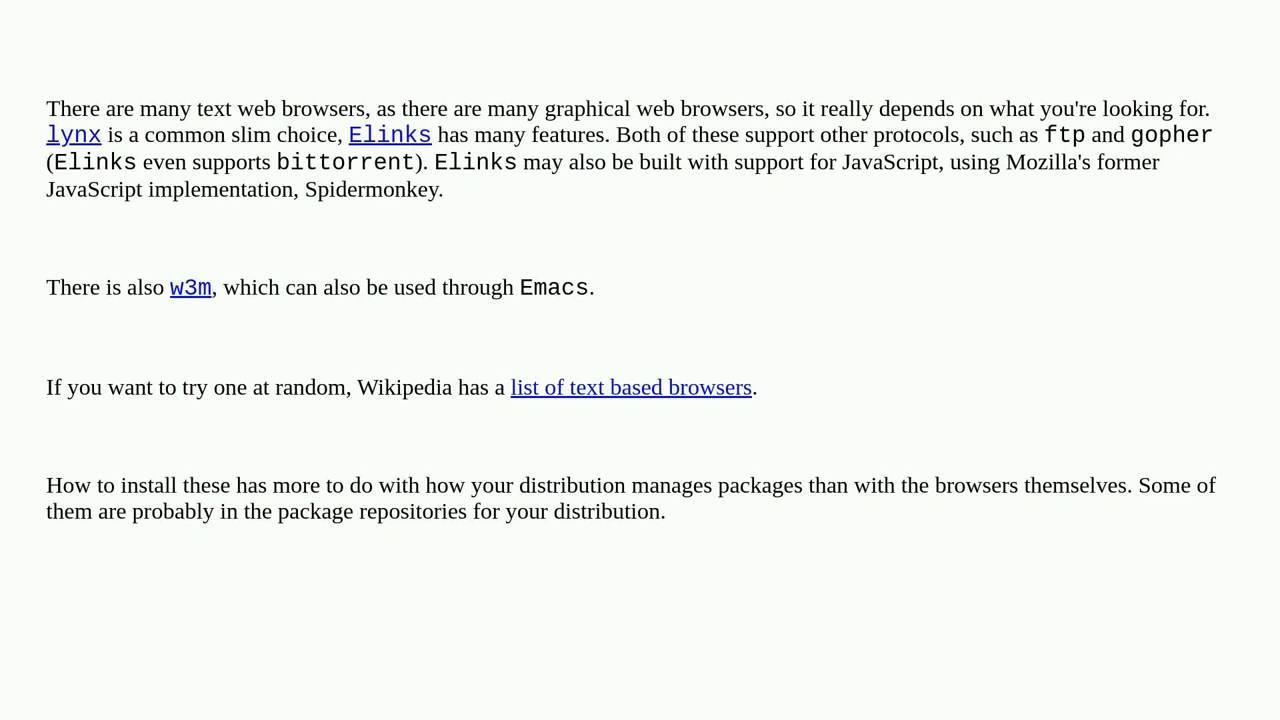 There are many text web browsers, as there are many graphical web browsers, so it really depends on what you're looking for.
lynx is a common slim choice, Elinks has many features. Both of these support other protocols, such as ftp and gopher
(Elinks even supports bittorrent). Elinks may also be built with support for JavaScript, using Mozilla's former
JavaScript implementation, Spidermonkey.
There is also w3m, which can also be used through Emacs.
If you want to try one at random, Wikipedia has a list of text based browsers.
How to install these has more to do with how your distribution manages packages than with the browsers themselves. Some of
them are probably in the package repositories for your distribution.